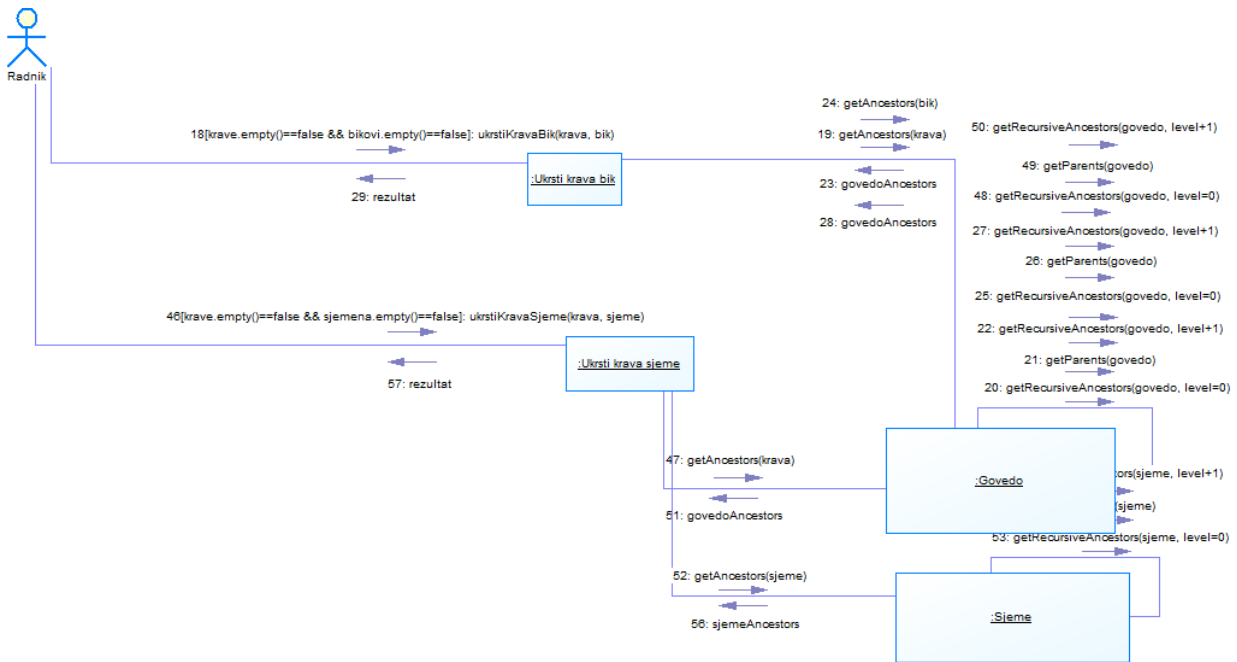 Radnik
18[krave.empty()==false && bikovi.empty()==false]: ukrstiKravaBik(krava, bik)
29: rezultat
:Ukrsti krava bik
24: getAncestors(bik)
19: getAncestors(krava)
23: govedoAncestors
28: govedoAncestors
50: getRecursiveAncestors(govedo, level+1)
49: getParents(govedo)
48: getRecursiveAncestors(govedo, level=0)
27: getRecursiveAncestors(govedo, level+1)
26: getParents(govedo)
25: getRecursiveAncestors(govedo, level=0)
22: getRecursiveAncestors(govedo, level+1)
21: getParents(govedo)
20: getRecursiveAncestors(govedo, level=0)
46[krave.empty()==false && sjemena.empty()==false]: ukrstiKravaSjeme(krava, sjeme)
57: rezultat
:Ukrsti krava sjeme
47: getAncestors(krava)
51: govedoAncestors
:Govedo
(sjeme, level+1)
(sjeme)
53: getRecursiveAncestors(sjeme, level=0)
52: getAncestors(sjeme)
56: sjemeAncestors
:Sjeme